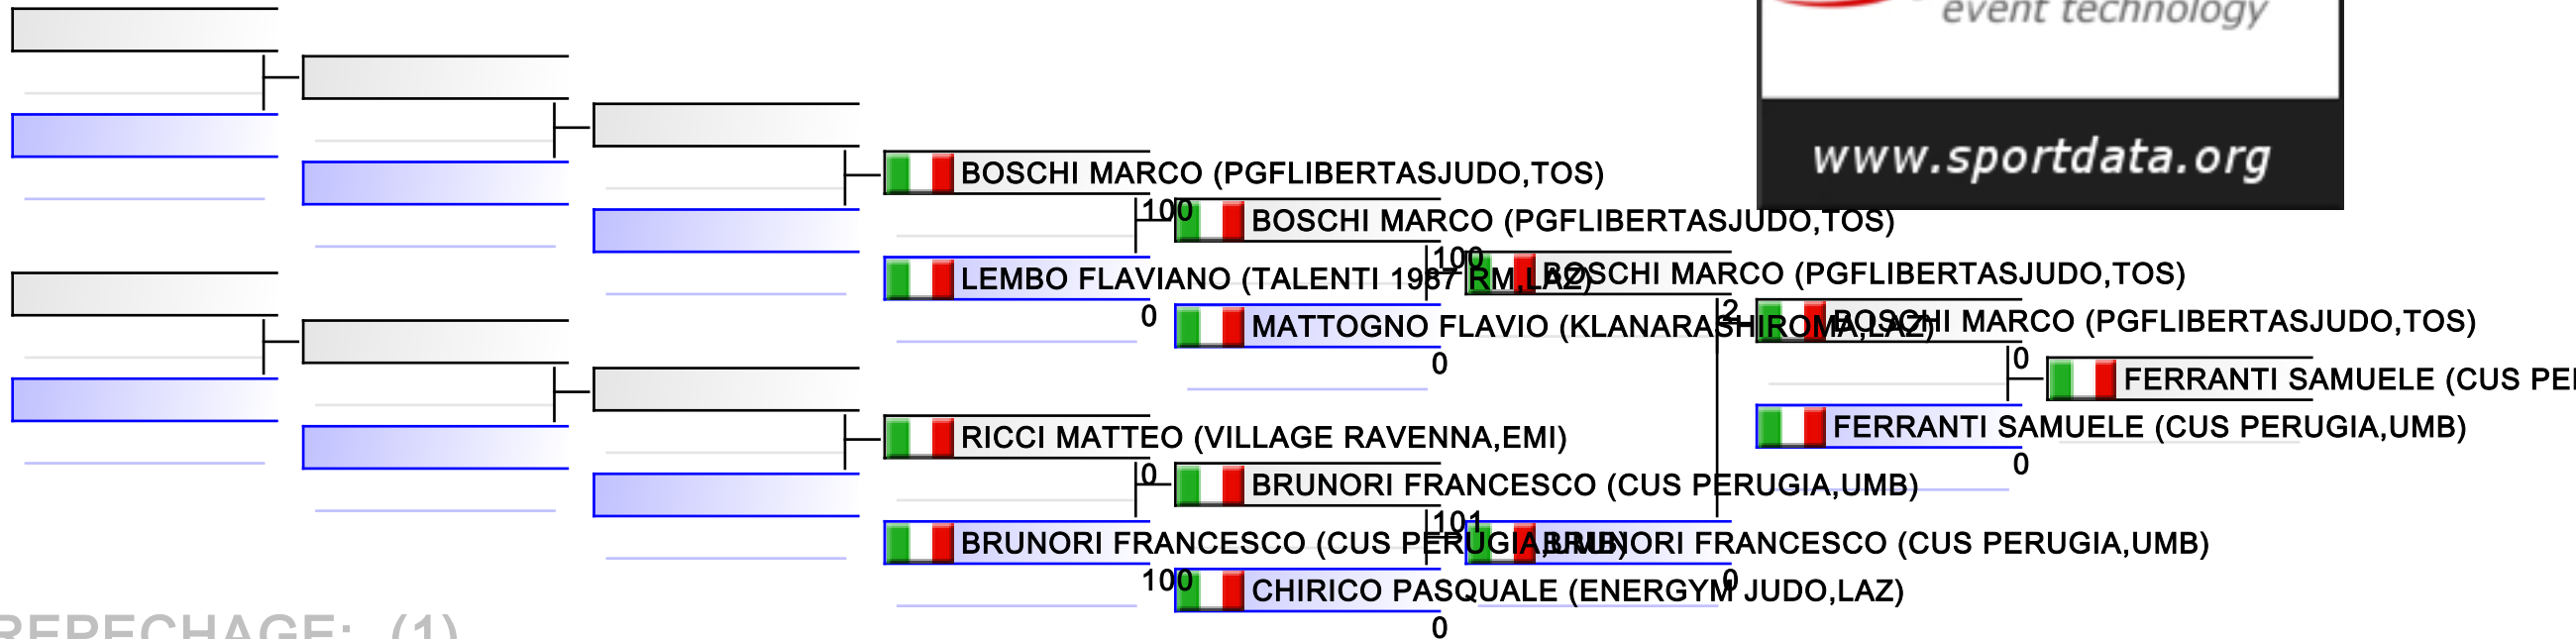 event technology
www.sportdata.org
BOSCHI MARCO (PGFLIBERTASJUDO,TOS)
100
BOSCHI MARCO (PGFLIBERTASJUDO,TOS)
100
LEMBO FLAVIANO (TALENTI 1987 RM,LAZ)
BOSCHI MARCO (PGFLIBERTASJUDO,TOS)
0
2
MATTOGNO FLAVIO (KLANARASHIROMA,LAZ)
BOSCHI MARCO (PGFLIBERTASJUDO,TOS)
0
0
FERRANTI SAMUELE (CUS
FERRANTI SAMUELE (CUS PERUGIA,UMB)
0
RICCI MATTEO (VILLAGE RAVENNA,EMI)
0
BRUNORI FRANCESCO (CUS PERUGIA,UMB)
101
BRUNORI FRANCESCO (CUS PERUGIA,UMB)
BRUNORI FRANCESCO (CUS PERUGIA,UMB)
100
0
CHIRICO PASQUALE (ENERGYM JUDO,LAZ)
0
REPECHAGE: (1)